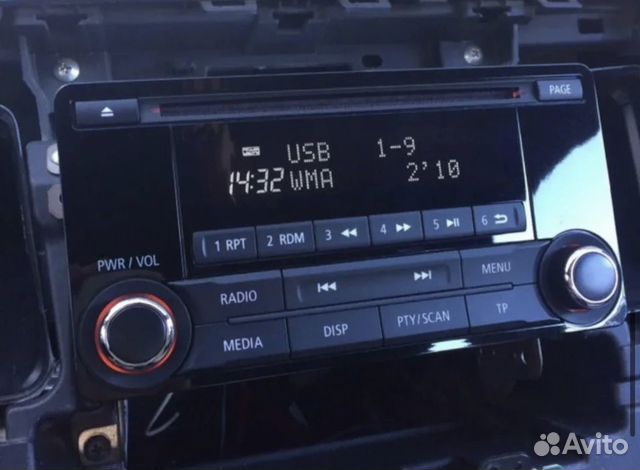 PAGE
USB 1-9
14:32 WMA 2'10
1 RPT 2 RDM 3 4 5 6
PWR / VOL
RADIO MENU
MEDIA DISP PTY/SCAN TP
Avito